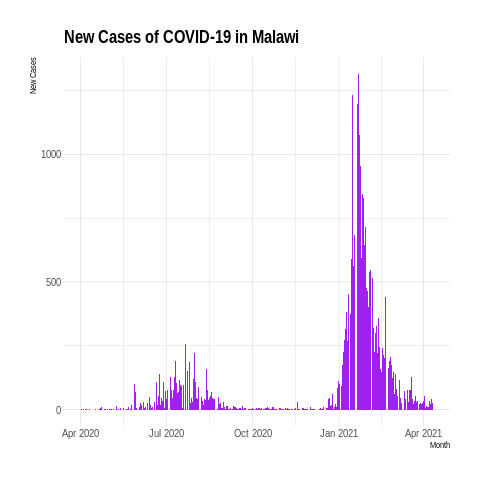 New Cases of COVID-19 in Malawi
New Cases
1000
500
0
Apr 2020 Jul 2020 Oct 2020 Jan 2021 Apr 2021
Month